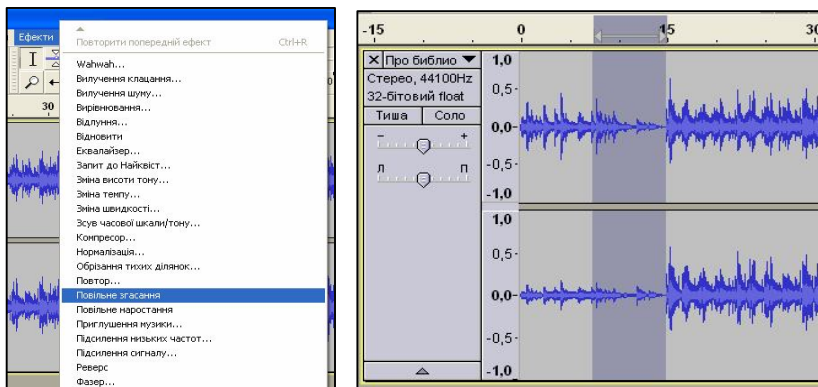 Ефекти
Повторити попередній ефект Ctrl+R
Wahwah...
Вилучення клацання...
Вилучення шуму...
Вирівнювання...
Відлуння...
Відновити
Еквалайзер...
Запит до Найквіст...
Зміна висоти тону...
Зміна темпу...
Зміна швидкості...
Зсув часової шкали/тону...
Компресор...
Нормалізація...
Обрізання тихих ділянок...
Повтор...
Повільне згасання
Повільне наростання
Приглушення музики...
Підсилення низьких частот...
Підсилення сигналу...
Реверс
Фазер...
30
-15 0 15 30
× Про библио ▼
Стерео, 44100Hz
32-бітовий float
Тиша Соло
- +
Л П
1,0
0,5-
0,0-
-0,5-
-1,0
1,0
0,5-
0,0-
-0,5-
-1,0